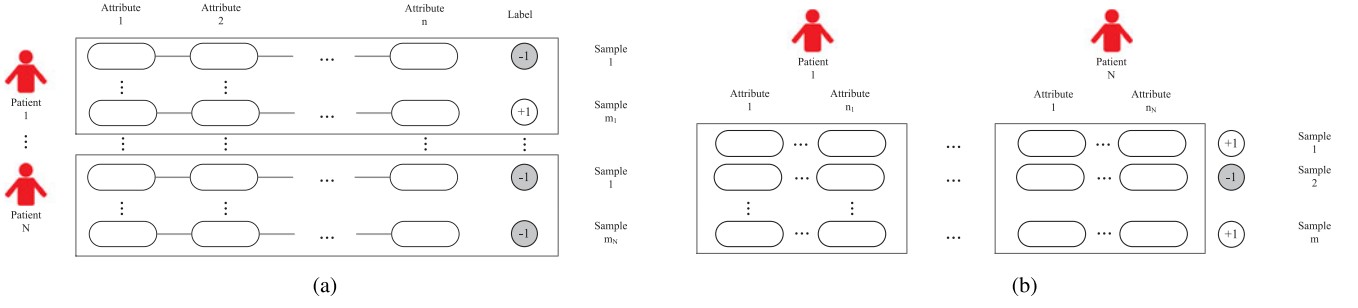 Attribute
1
Attribute
2
Attribute
n
Label
Patient
1
...
-1
Sample
1
...
+1
Sample
m₁
Patient
N
...
-1
Sample
1
...
-1
Sample
m_N
(a)
Patient
1
Patient
N
Attribute
1
Attribute
n₁
Attribute
1
Attribute
n_N
... ... ... +1
Sample
1
... ... ... -1
Sample
2
... ... ... +1
Sample
m
(b)